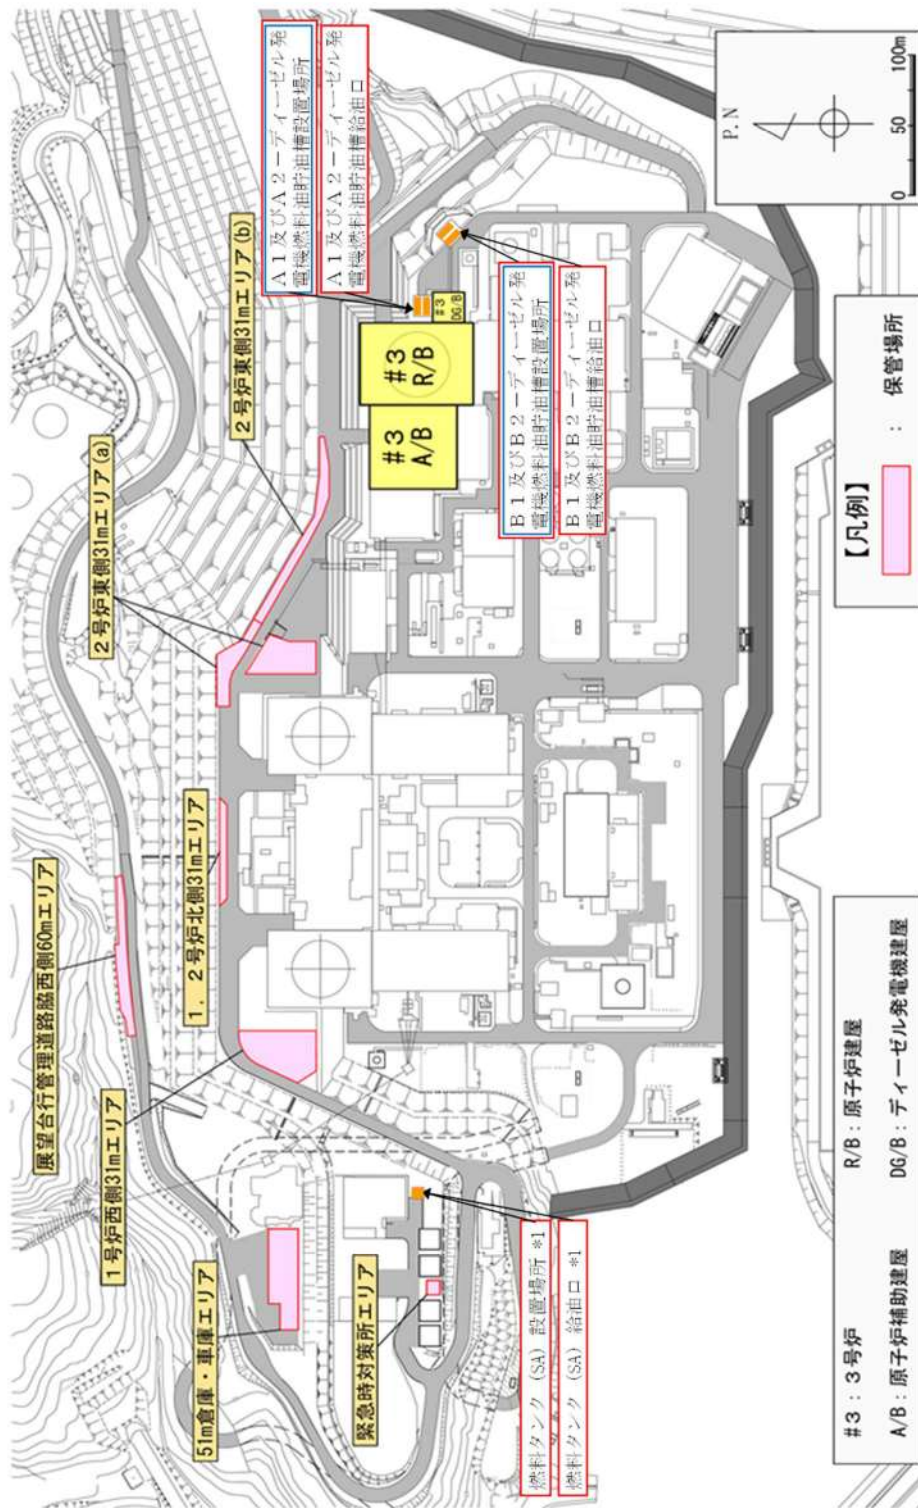 展望台行管理道路脇西側60mエリア
1号炉西側31mエリア
51m倉庫・車庫エリア
緊急時対策所エリア
1，2号炉北側31mエリア
2号炉東側31mエリア(a)
2号炉東側31mエリア(b)
A1及びA2－ディーゼル発
電機燃料油貯油槽設置場所
A1及びA2－ディーゼル発
電機燃料油貯油槽給油口
#3
A/B
#3
R/B
#3
DG/B
B1及びB2－ディーゼル発
電機燃料油貯油槽設置場所
B1及びB2－ディーゼル発
電機燃料油貯油槽給油口
燃料タンク（SA）設置場所 *1
燃料タンク（SA）給油口 *1
P.N
0 50 100m
【凡例】
： 保管場所
#3：3号炉 R/B：原子炉建屋
A/B：原子炉補助建屋 DG/B：ディーゼル発電機建屋